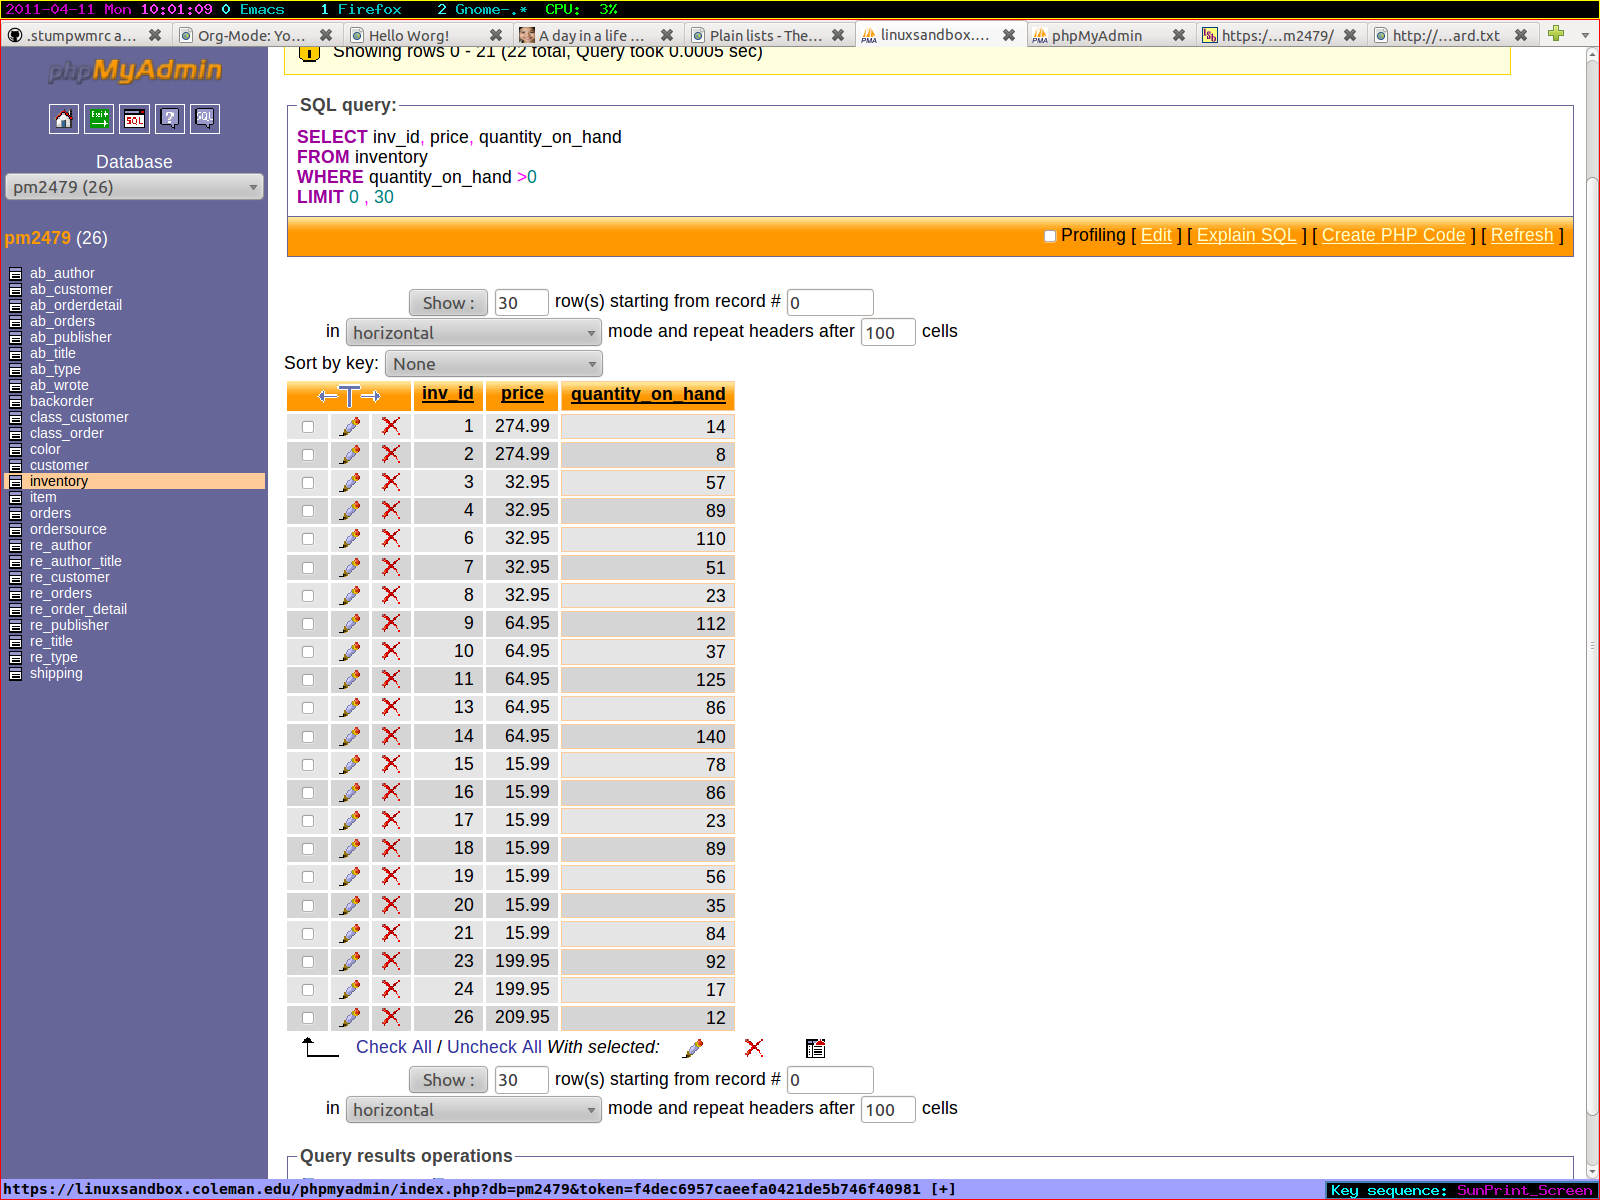 2011-04-11 Mon 10:01:09 0 Emacs 1 Firefox 2 Gnome-.* CPU: 3%
.stumpwmrc a... Org-Mode: Yo... Hello Worg! A day in a life ... Plain lists - The... linuxsandbox.... phpMyAdmin https:/...m2479/ http://...ard.txt
phpMyAdmin
Exit
SQL
?
SQL
Database
pm2479 (26)
pm2479 (26)
ab_author
ab_customer
ab_orderdetail
ab_orders
ab_publisher
ab_title
ab_type
ab_wrote
backorder
class_customer
class_order
color
customer
inventory
item
orders
ordersource
re_author
re_author_title
re_customer
re_orders
re_order_detail
re_publisher
re_title
re_type
shipping
Showing rows 0 - 21 (22 total, Query took 0.0005 sec)
SQL query:
SELECT inv_id, price, quantity_on_hand
FROM inventory
WHERE quantity_on_hand >0
LIMIT 0 , 30
Profiling [ Edit ] [ Explain SQL ] [ Create PHP Code ] [ Refresh ]
Show : 30 row(s) starting from record # 0
in horizontal mode and repeat headers after 100 cells
Sort by key: None
inv_id price quantity_on_hand
1 274.99 14
2 274.99 8
3 32.95 57
4 32.95 89
6 32.95 110
7 32.95 51
8 32.95 23
9 64.95 112
10 64.95 37
11 64.95 125
13 64.95 86
14 64.95 140
15 15.99 78
16 15.99 86
17 15.99 23
18 15.99 89
19 15.99 56
20 15.99 35
21 15.99 84
23 199.95 92
24 199.95 17
26 209.95 12
Check All / Uncheck All With selected:
Show : 30 row(s) starting from record # 0
in horizontal mode and repeat headers after 100 cells
Query results operations
https://linuxsandbox.coleman.edu/phpmyadmin/index.php?db=pm2479&token=f4dec6957caeefa0421de5b746f40981 [+]
Key sequence: SunPrint_Screen